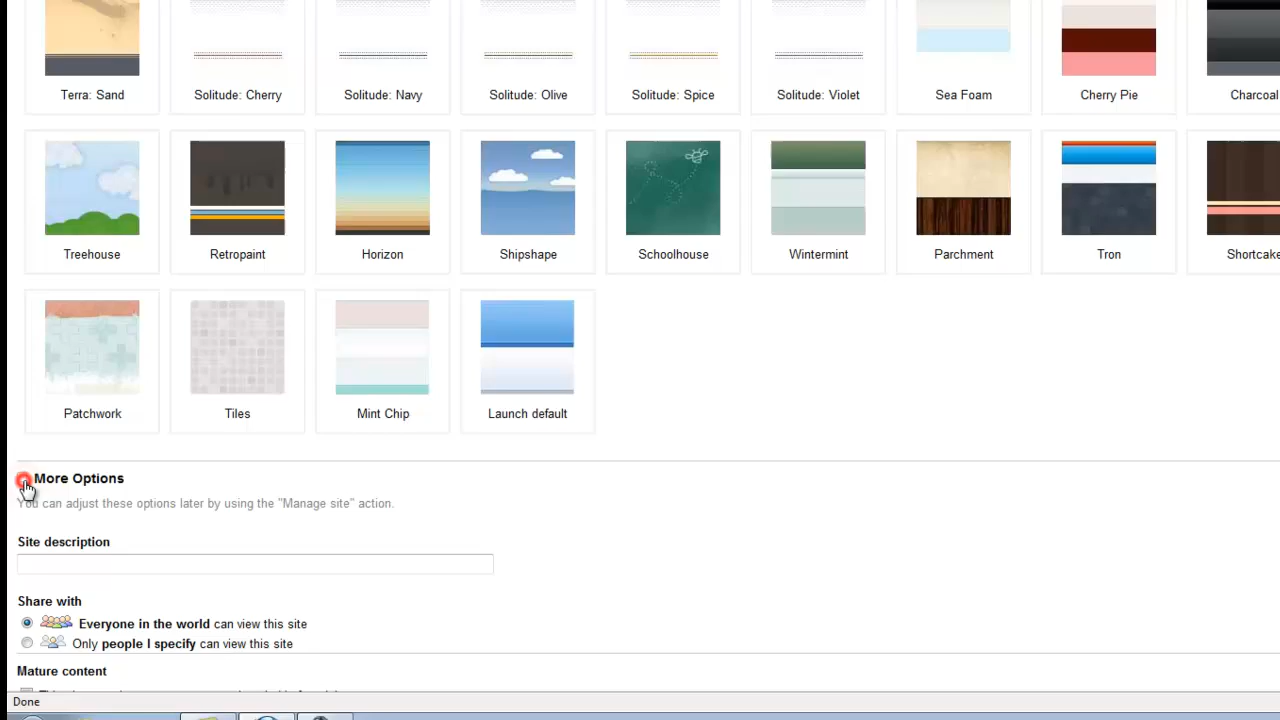 Terra: Sand
Solitude: Cherry
Solitude: Navy
Solitude: Olive
Solitude: Spice
Solitude: Violet
Sea Foam
Cherry Pie
Charcoal
Treehouse
Retropaint
Horizon
Shipshape
Schoolhouse
Wintermint
Parchment
Tron
Shortcake
Patchwork
Tiles
Mint Chip
Launch default
More Options
You can adjust these options later by using the "Manage site" action.
Site description
Share with
Everyone in the world can view this site
Only people I specify can view this site
Mature content
Done